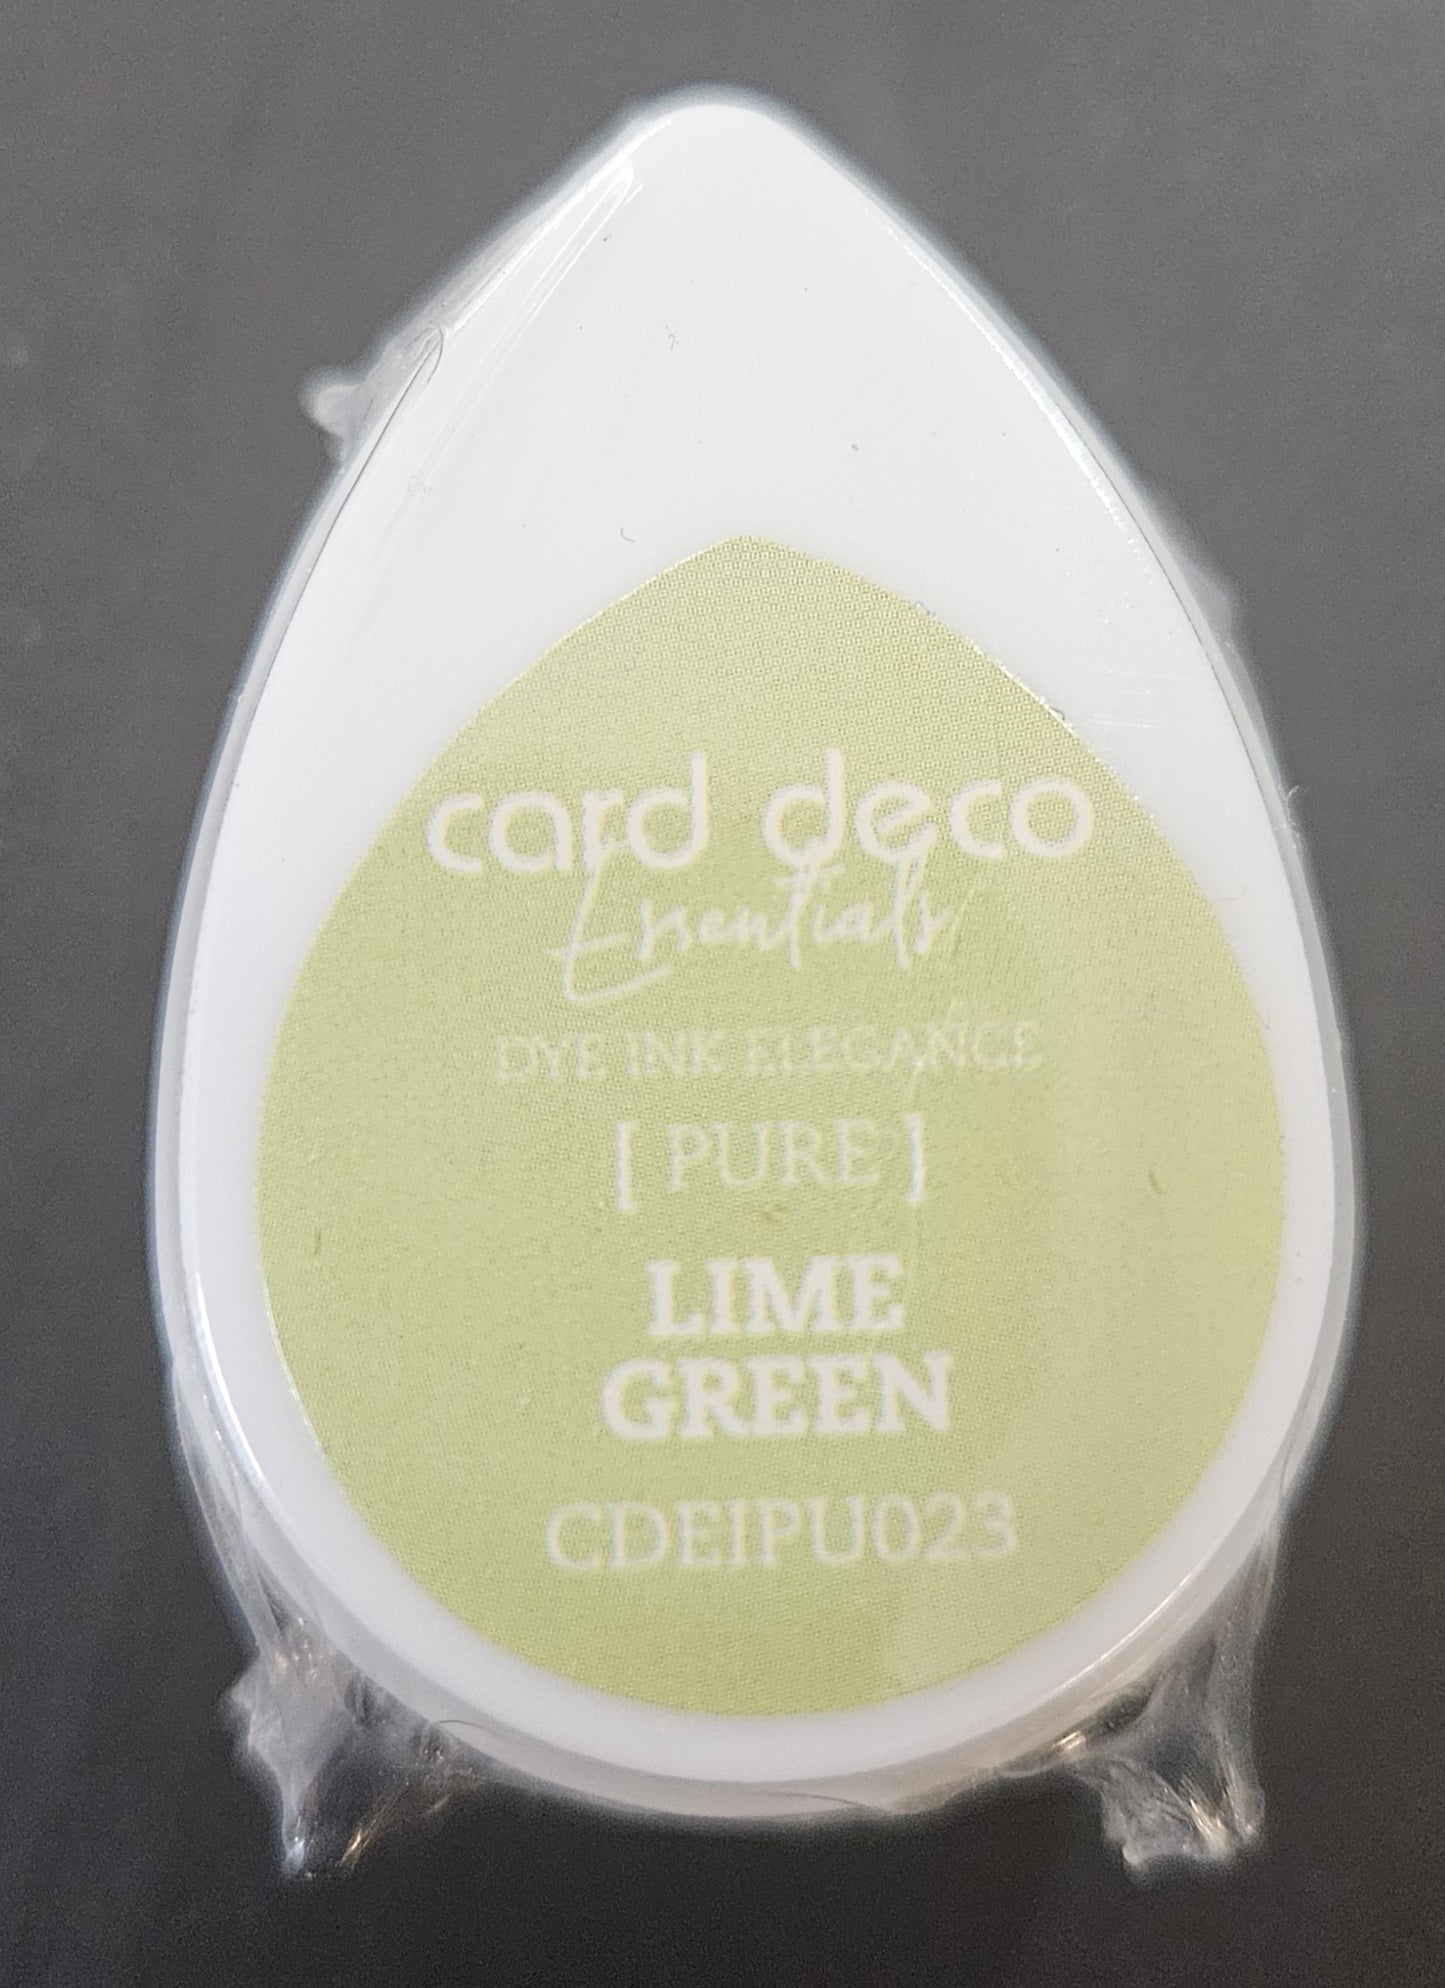 card deco
Essentials
DYE INK ELEGANCE
[ PURE ]
LIME
GREEN
CDEIPU023